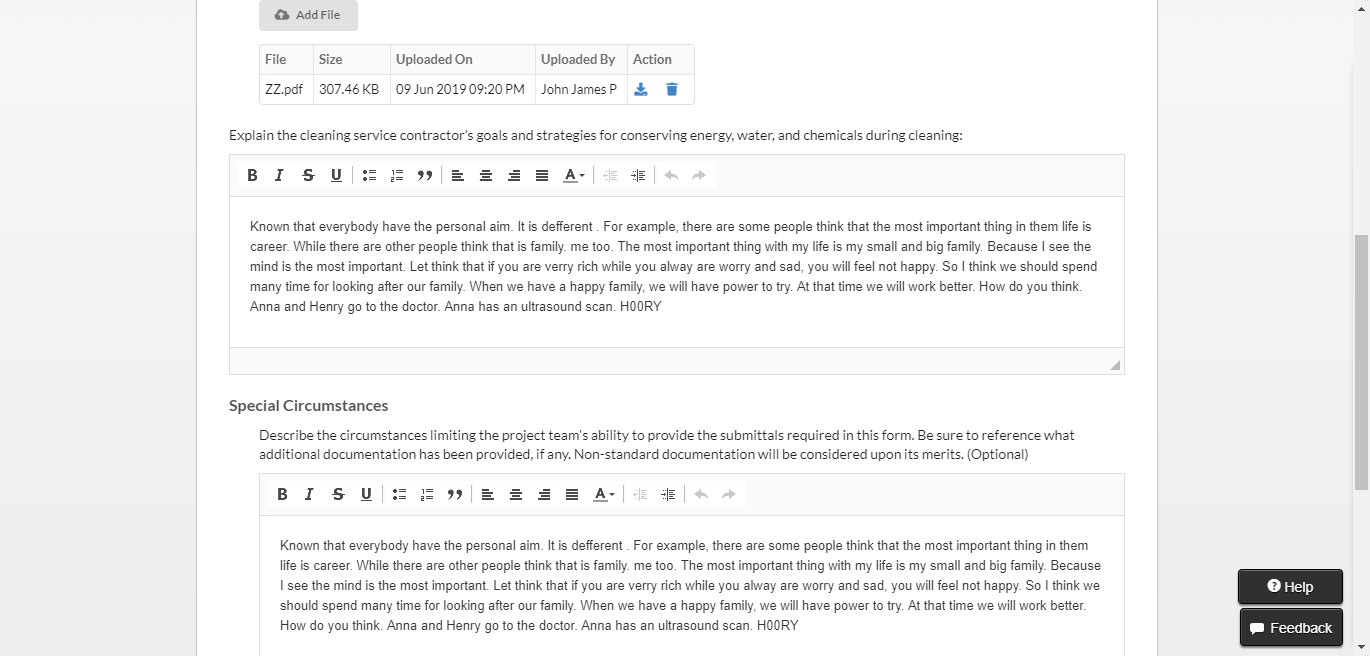 Add File
File Size Uploaded On Uploaded By Action
ZZ.pdf 307.46 KB 09 Jun 2019 09:20 PM John James P
Explain the cleaning service contractor's goals and strategies for conserving energy, water, and chemicals during cleaning:
B I S U A
Known that everybody have the personal aim. It is defferent . For example, there are some people think that the most important thing in them life is
career. While there are other people think that is family. me too. The most important thing with my life is my small and big family. Because I see the
mind is the most important. Let think that if you are verry rich while you alway are worry and sad, you will feel not happy. So I think we should spend
many time for looking after our family. When we have a happy family, we will have power to try. At that time we will work better. How do you think.
Anna and Henry go to the doctor. Anna has an ultrasound scan. H00RY
Special Circumstances
Describe the circumstances limiting the project team's ability to provide the submittals required in this form. Be sure to reference what
additional documentation has been provided, if any. Non-standard documentation will be considered upon its merits. (Optional)
B I S U A
Known that everybody have the personal aim. It is defferent . For example, there are some people think that the most important thing in them
life is career. While there are other people think that is family. me too. The most important thing with my life is my small and big family. Because
I see the mind is the most important. Let think that if you are verry rich while you alway are worry and sad, you will feel not happy. So I think we
should spend many time for looking after our family. When we have a happy family, we will have power to try. At that time we will work better.
How do you think. Anna and Henry go to the doctor. Anna has an ultrasound scan. H00RY
Help
Feedback